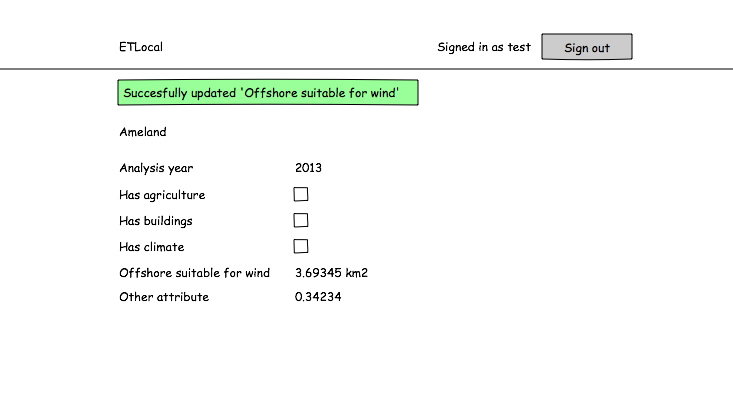 ETLocal Signed in as test Sign out
Succesfully updated 'Offshore suitable for wind'
Ameland
Analysis year 2013
Has agriculture
Has buildings
Has climate
Offshore suitable for wind 3.69345 km2
Other attribute 0.34234